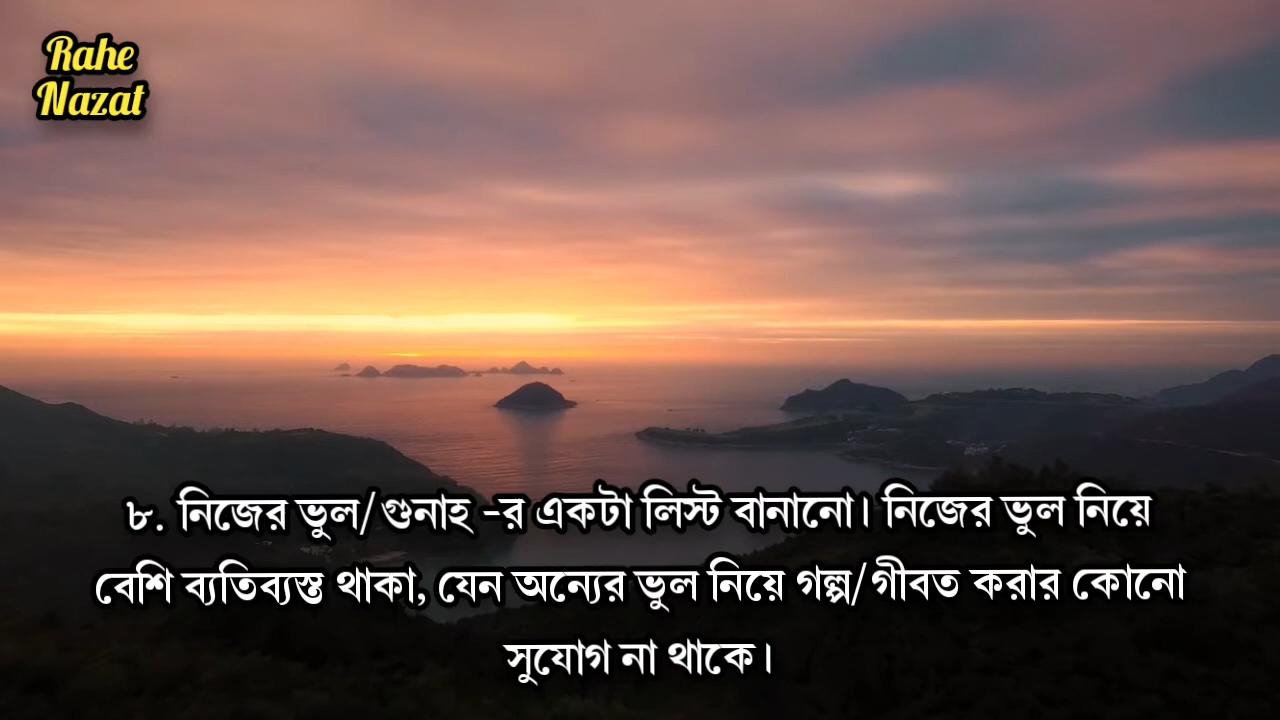 Rahe
Nazat
৮. নিজের ভুল/গুনাহ -র একটা লিস্ট বানানো। নিজের ভুল নিয়ে
বেশি ব্যতিব্যস্ত থাকা, যেন অন্যের ভুল নিয়ে গল্প/গীবত করার কোনো
সুযোগ না থাকে।